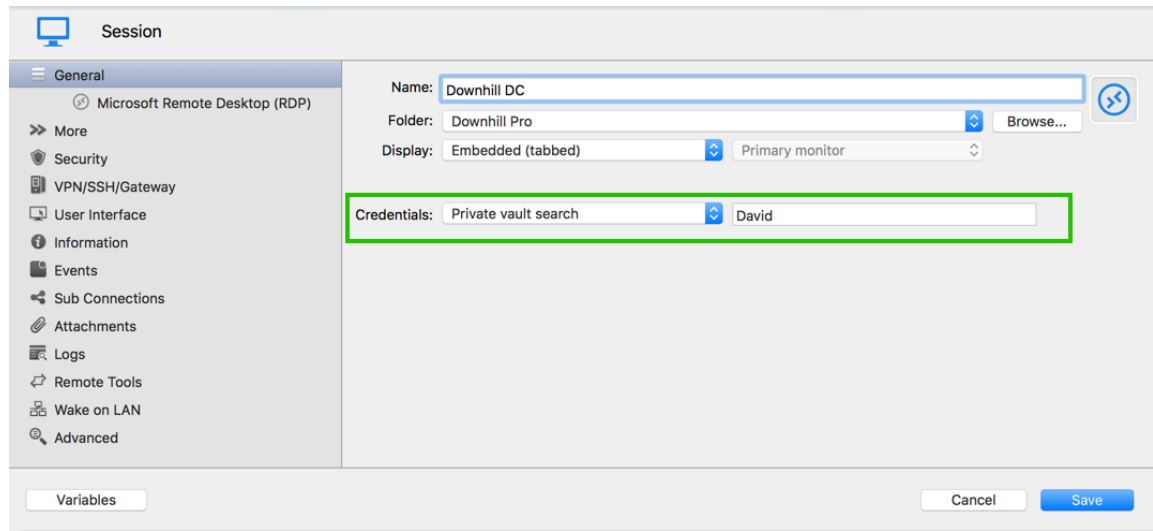 Session
General
Microsoft Remote Desktop (RDP)
More
Security
VPN/SSH/Gateway
User Interface
Information
Events
Sub Connections
Attachments
Logs
Remote Tools
Wake on LAN
Advanced
Name: Downhill DC
Folder: Downhill Pro Browse...
Display: Embedded (tabbed) Primary monitor
Credentials: Private vault search David
Variables Cancel Save